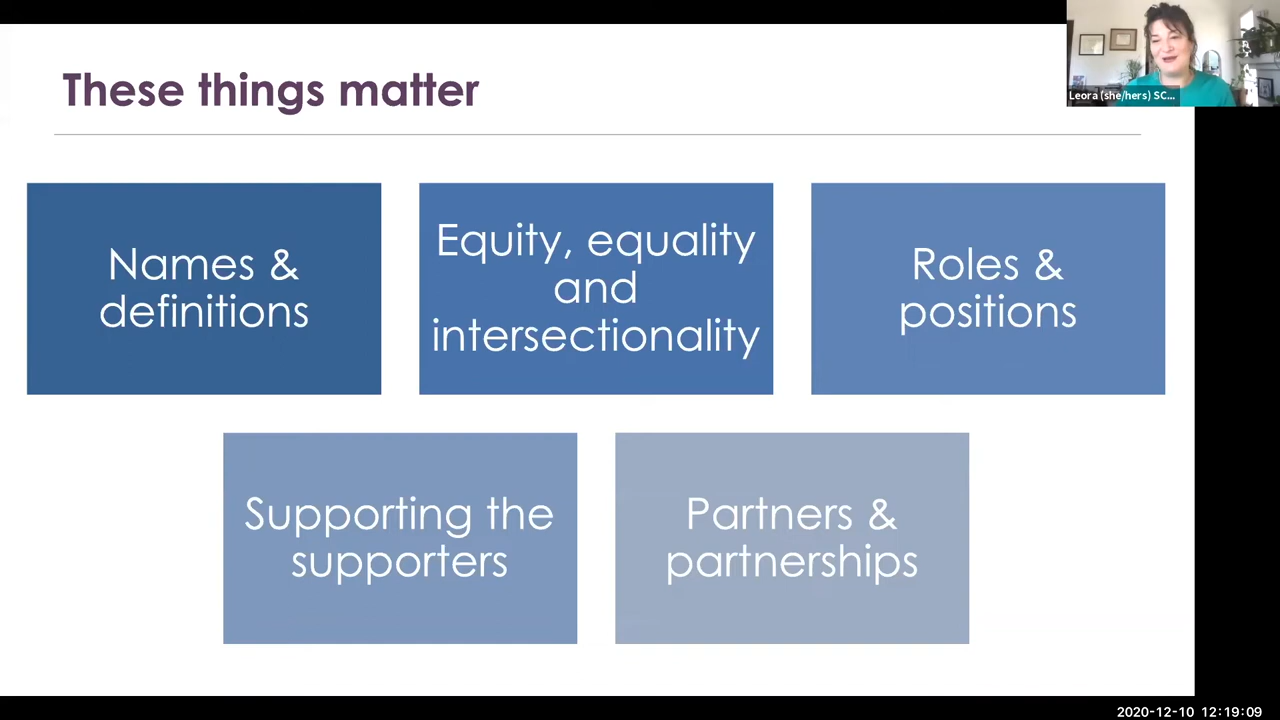 These things matter
Leora (she/hers) SC...
Names &
definitions
Equity, equality
and
intersectionality
Roles &
positions
Supporting the
supporters
Partners &
partnerships
2020-12-10 12:19:09